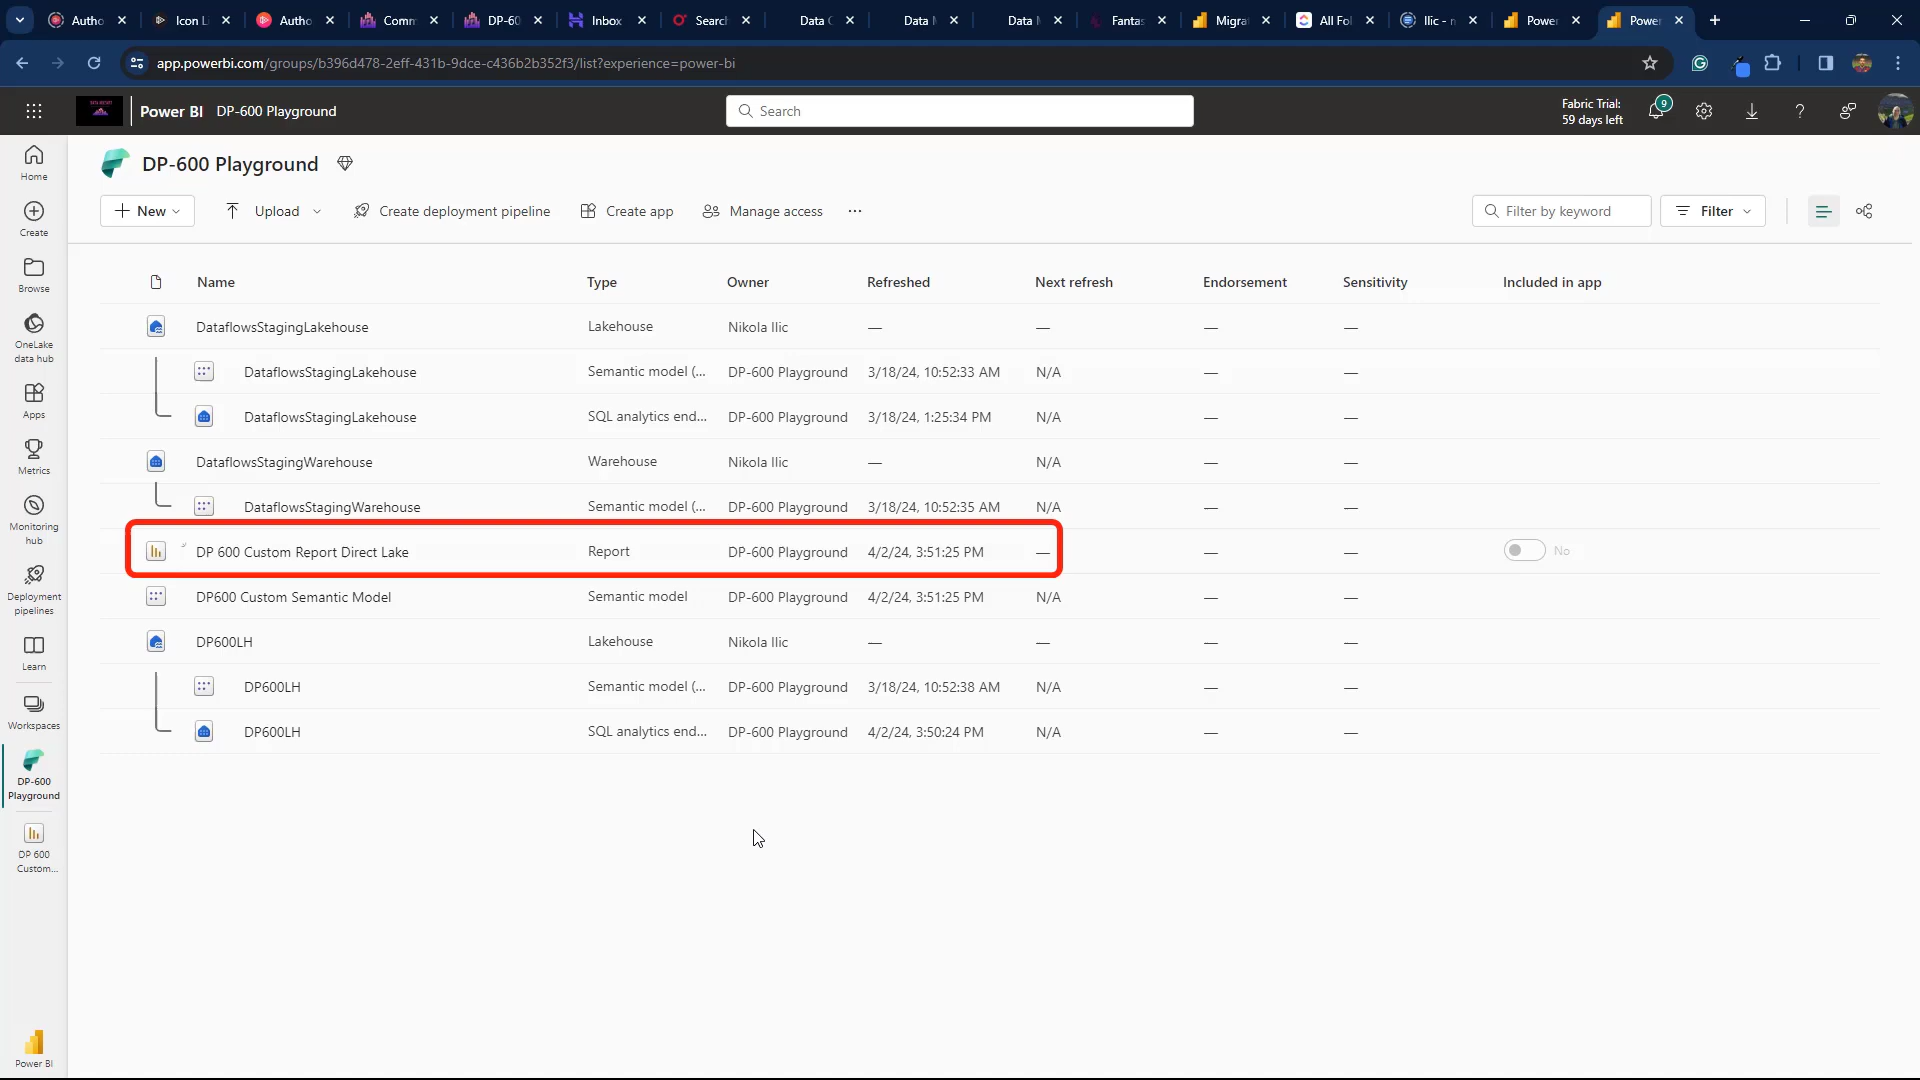 Autho
Icon L
Autho
Comm
DP-60
Inbox
Search
Data C
Data M
Data M
Fantas
Migra
All Fol
Ilic - n
Power
Power
app.powerbi.com/groups/b396d478-2eff-431b-9dce-c436b2b352f3/list?experience=power-bi
Power BI DP-600 Playground
Search
Fabric Trial:
59 days left
9
DP-600 Playground
New
Upload
Create deployment pipeline
Create app
Manage access
Filter by keyword
Filter
Home
Create
Browse
OneLake
data hub
Apps
Metrics
Monitoring
hub
Deployment
pipelines
Learn
Workspaces
DP-600
Playground
DP 600
Custom...
Power BI
Name Type Owner Refreshed Next refresh Endorsement Sensitivity Included in app
DataflowsStagingLakehouse Lakehouse Nikola Ilic — — — —
DataflowsStagingLakehouse Semantic model (... DP-600 Playground 3/18/24, 10:52:33 AM N/A — —
DataflowsStagingLakehouse SQL analytics end... DP-600 Playground 3/18/24, 1:25:34 PM N/A — —
DataflowsStagingWarehouse Warehouse Nikola Ilic — N/A — —
DataflowsStagingWarehouse Semantic model (... DP-600 Playground 3/18/24, 10:52:35 AM N/A — —
DP 600 Custom Report Direct Lake Report DP-600 Playground 4/2/24, 3:51:25 PM — — — No
DP600 Custom Semantic Model Semantic model DP-600 Playground 4/2/24, 3:51:25 PM N/A — —
DP600LH Lakehouse Nikola Ilic — — — —
DP600LH Semantic model (... DP-600 Playground 3/18/24, 10:52:38 AM N/A — —
DP600LH SQL analytics end... DP-600 Playground 4/2/24, 3:50:24 PM N/A — —